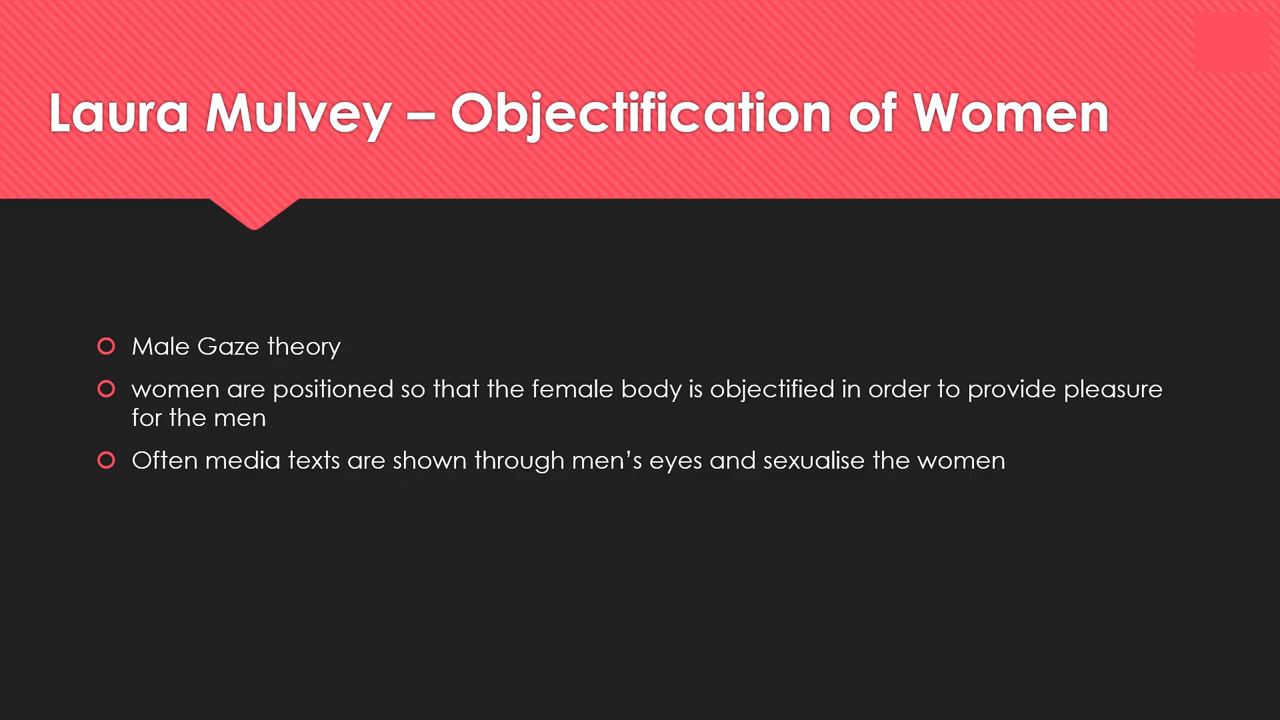 Laura Mulvey – Objectification of Women
Male Gaze theory
women are positioned so that the female body is objectified in order to provide pleasure
for the men
Often media texts are shown through men’s eyes and sexualise the women